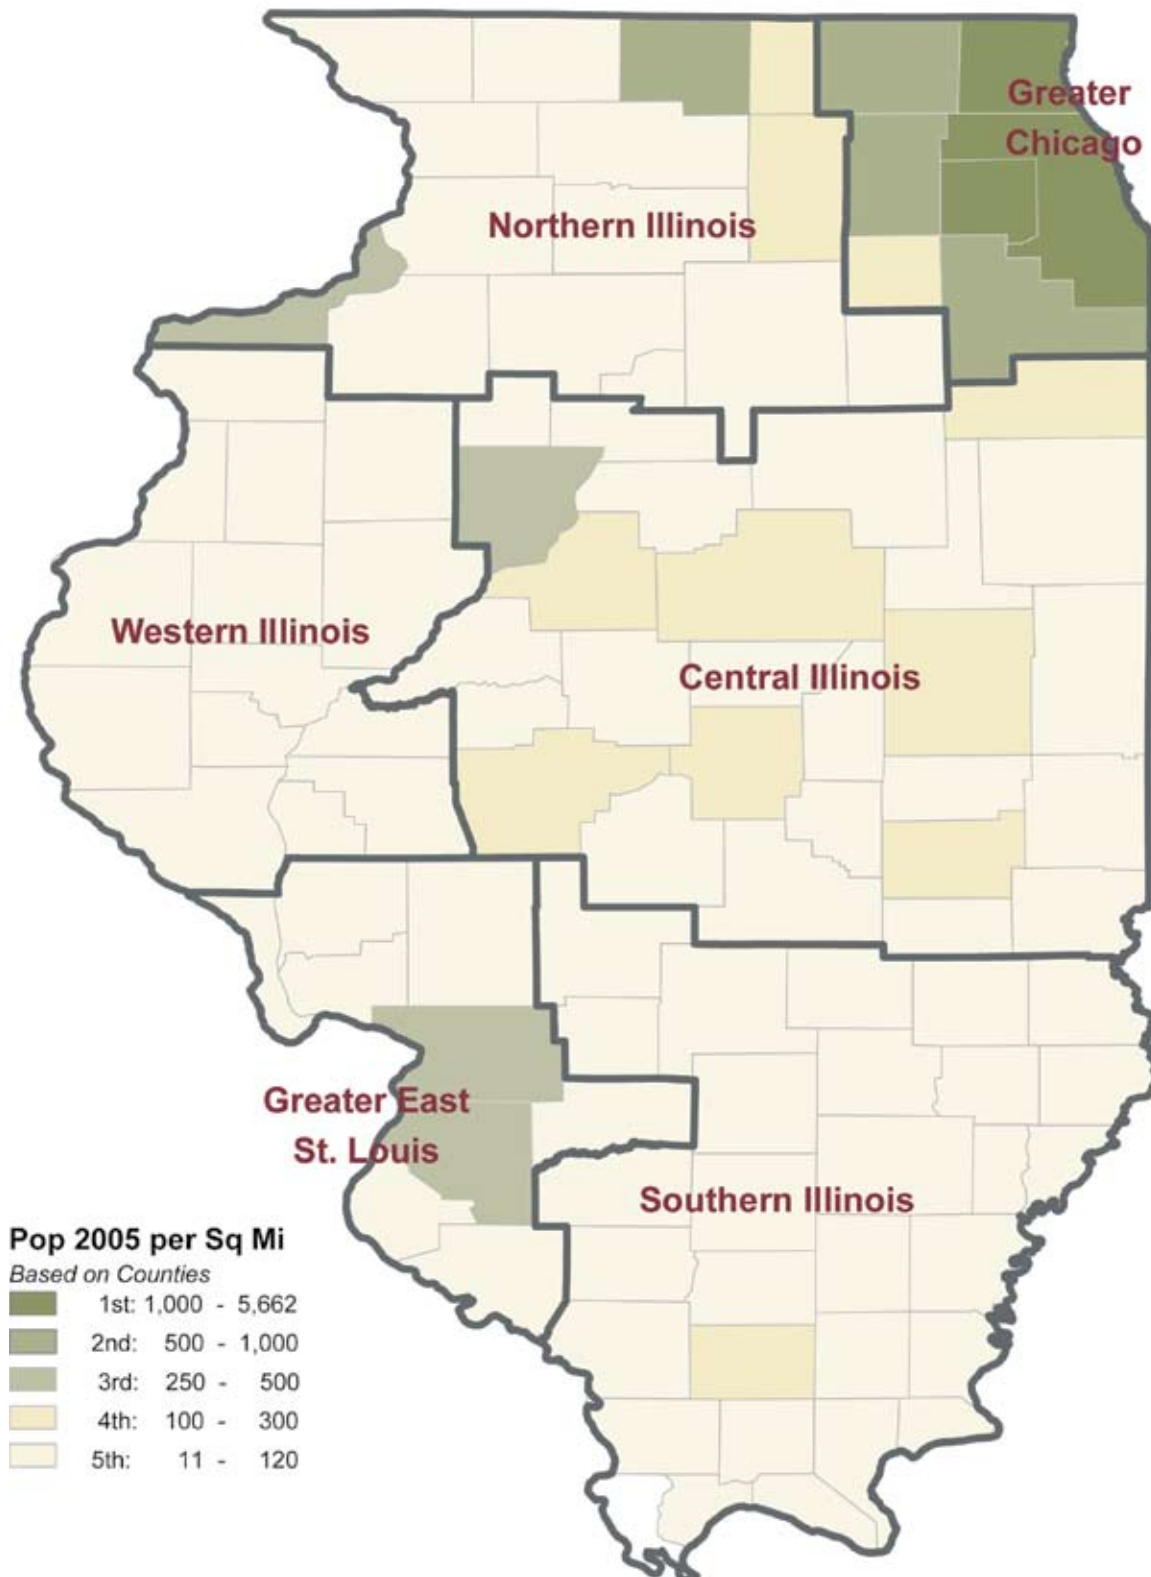 Greater
Chicago
Northern Illinois
Western Illinois
Central Illinois
Greater East
St. Louis
Southern Illinois
Pop 2005 per Sq Mi
Based on Counties
1st: 1,000 - 5,662
2nd: 500 - 1,000
3rd: 250 - 500
4th: 100 - 300
5th: 11 - 120